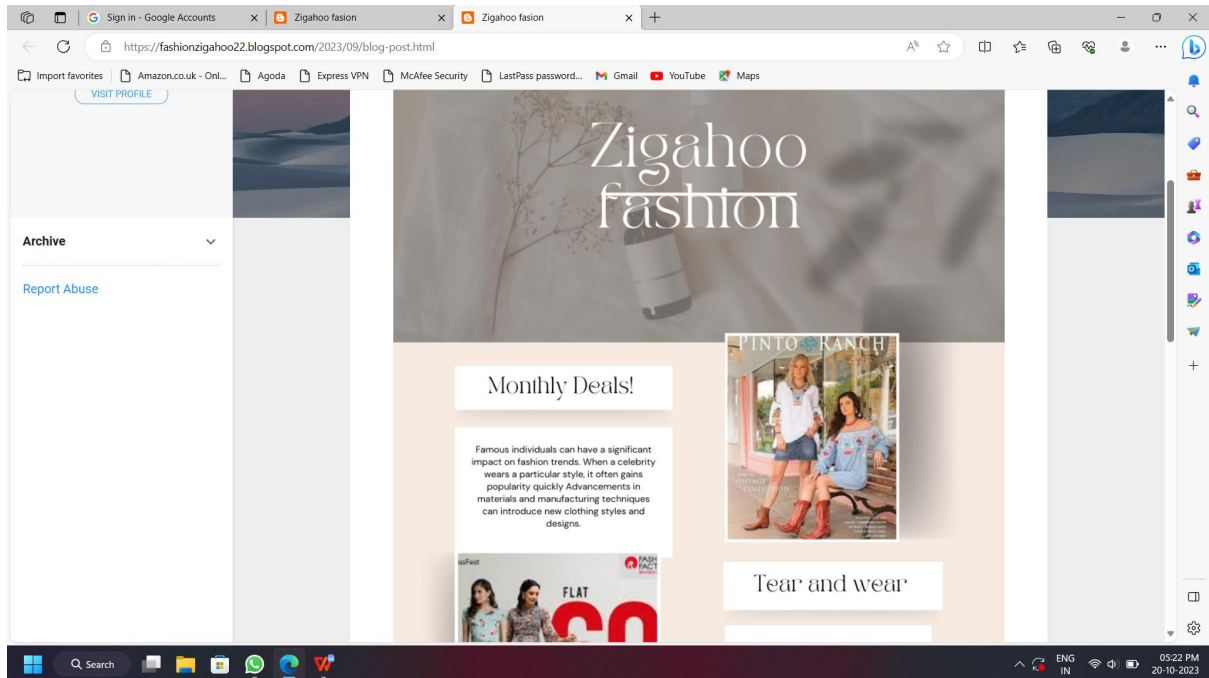 Sign in - Google Accounts
Zigahoo fasion
Zigahoo fasion
https://fashionzigahoo22.blogspot.com/2023/09/blog-post.html
Import favorites
Amazon.co.uk - Onl...
Agoda
Express VPN
McAfee Security
LastPass password...
Gmail
YouTube
Maps
VISIT PROFILE
Archive
Report Abuse
Zigahoo
fashion
PINTO RANCH
VINTAGE
COLLECTION
Monthly Deals!
Famous individuals can have a significant
impact on fashion trends. When a celebrity
wears a particular style, it often gains
popularity quickly Advancements in
materials and manufacturing techniques
can introduce new clothing styles and
designs.
FASH
FACT
FLAT
Tear and wear
Search
ENG
IN
05:22 PM
20-10-2023